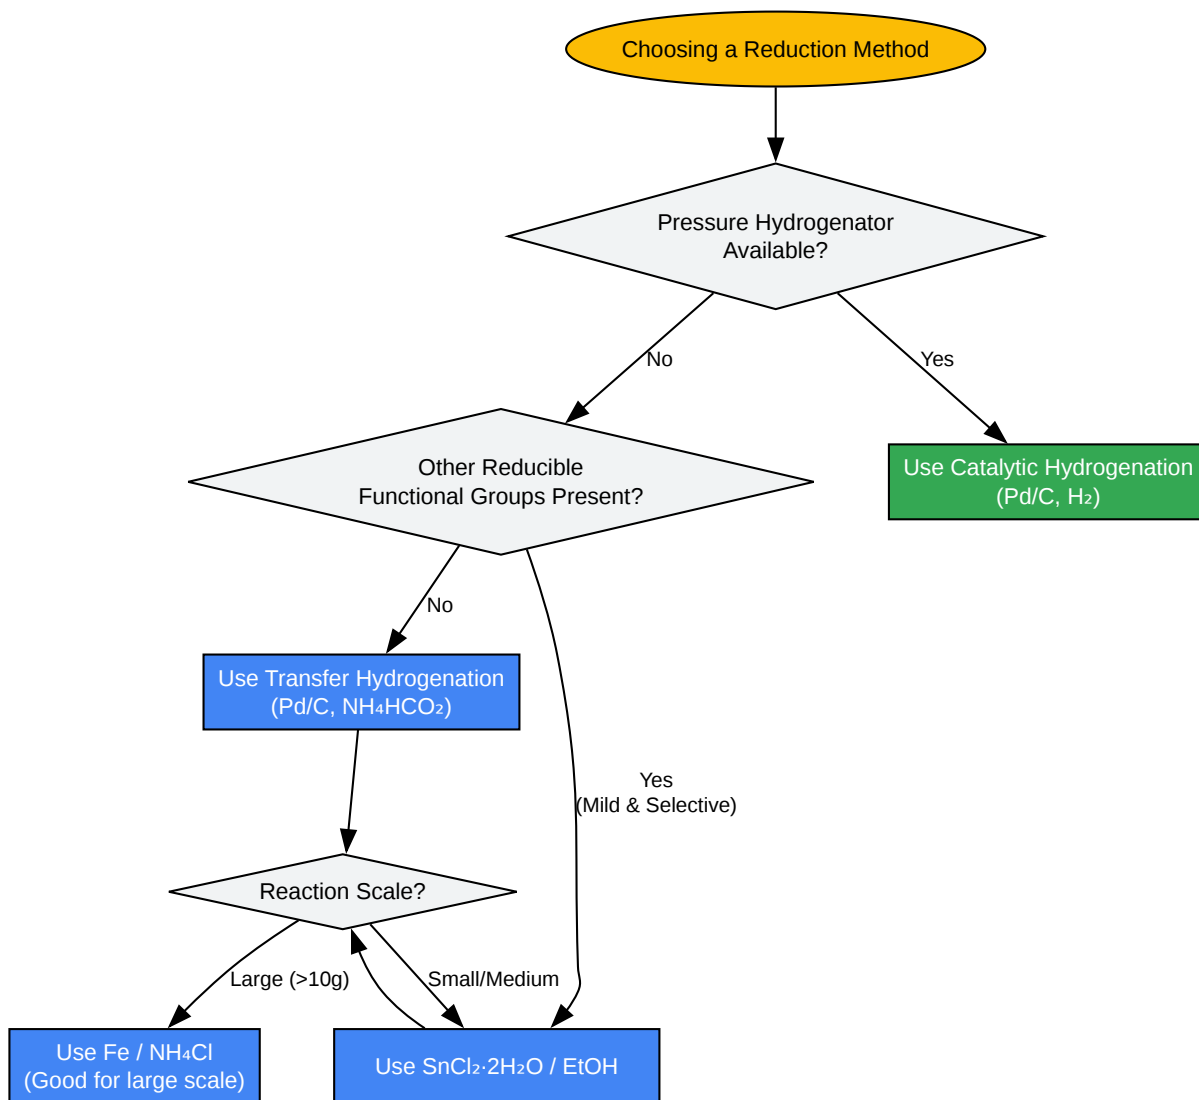 Choosing a Reduction Method
Pressure Hydrogenator
Available?
No
Yes
Other Reducible
Functional Groups Present?
Use Catalytic Hydrogenation
(Pd/C, H₂)
No
Use Transfer Hydrogenation
(Pd/C, NH₄HCO₂)
Yes
(Mild & Selective)
Reaction Scale?
Large (>10g)
Small/Medium
Use Fe / NH₄Cl
(Good for large scale)
Use SnCl₂·2H₂O / EtOH